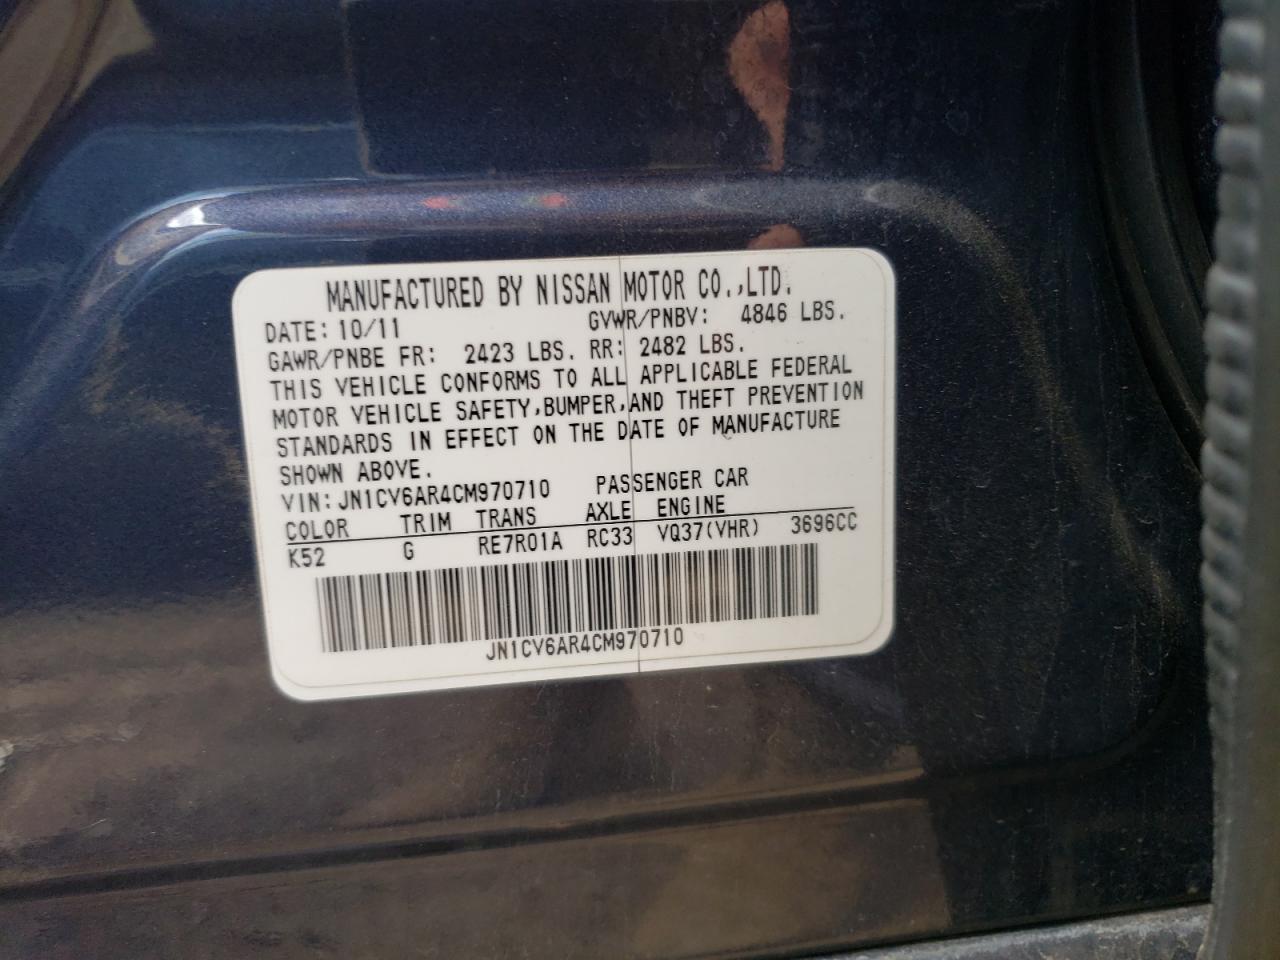 MANUFACTURED BY NISSAN MOTOR CO.,LTD.
DATE: 10/11 GVWR/PNBV: 4846 LBS.
GAWR/PNBE FR: 2423 LBS. RR: 2482 LBS.
THIS VEHICLE CONFORMS TO ALL APPLICABLE FEDERAL
MOTOR VEHICLE SAFETY,BUMPER,AND THEFT PREVENTION
STANDARDS IN EFFECT ON THE DATE OF MANUFACTURE
SHOWN ABOVE.
VIN: JN1CV6AR4CM970710 PASSENGER CAR
COLOR TRIM TRANS AXLE ENGINE
K52 G RE7R01A RC33 VQ37(VHR) 3696CC
JN1CV6AR4CM970710